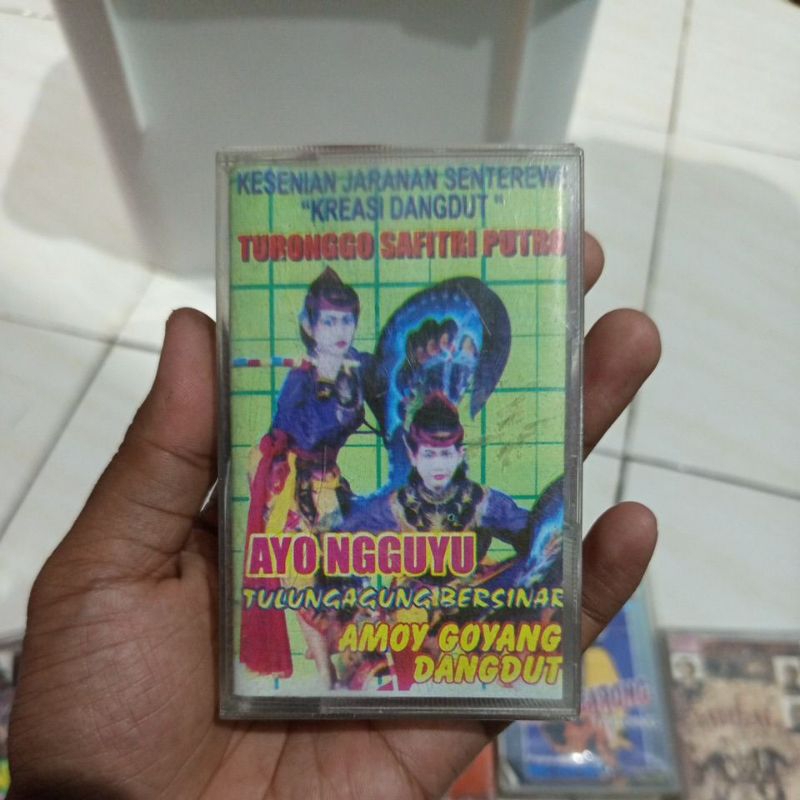 KESENIAN JARANAN SENTEREWE
"KREASI DANGDUT"
TURONGGO SAFITRI PUTRO
AYO NGGUYU
TULUNGAGUNG BERSINAR
AMOY GOYANG
DANGDUT